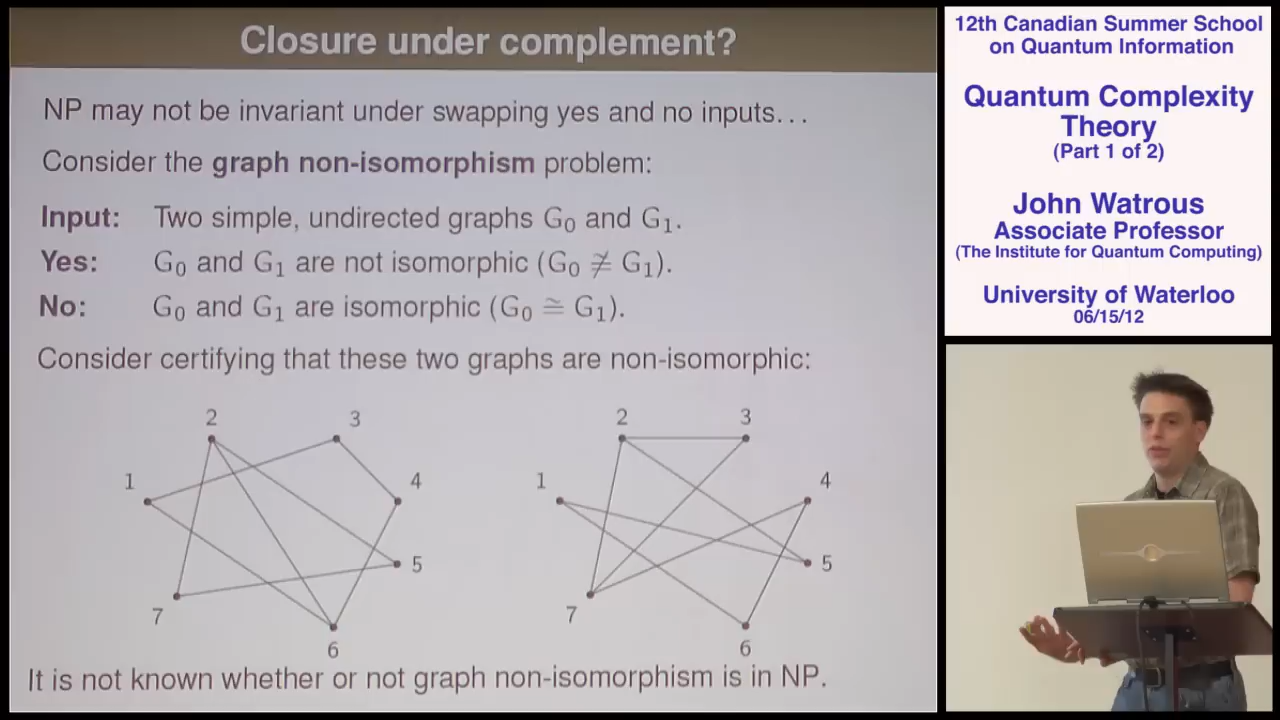 Closure under complement?
NP may not be invariant under swapping yes and no inputs...
Consider the graph non-isomorphism problem:
Input: Two simple, undirected graphs G₀ and G₁.
Yes: G₀ and G₁ are not isomorphic (G₀ ≇ G₁).
No: G₀ and G₁ are isomorphic (G₀ ≅ G₁).
Consider certifying that these two graphs are non-isomorphic:
2 3
1 4
5
7
6
2 3
1 4
5
7
6
It is not known whether or not graph non-isomorphism is in NP.
12th Canadian Summer School
on Quantum Information
Quantum Complexity
Theory
(Part 1 of 2)
John Watrous
Associate Professor
(The Institute for Quantum Computing)
University of Waterloo
06/15/12